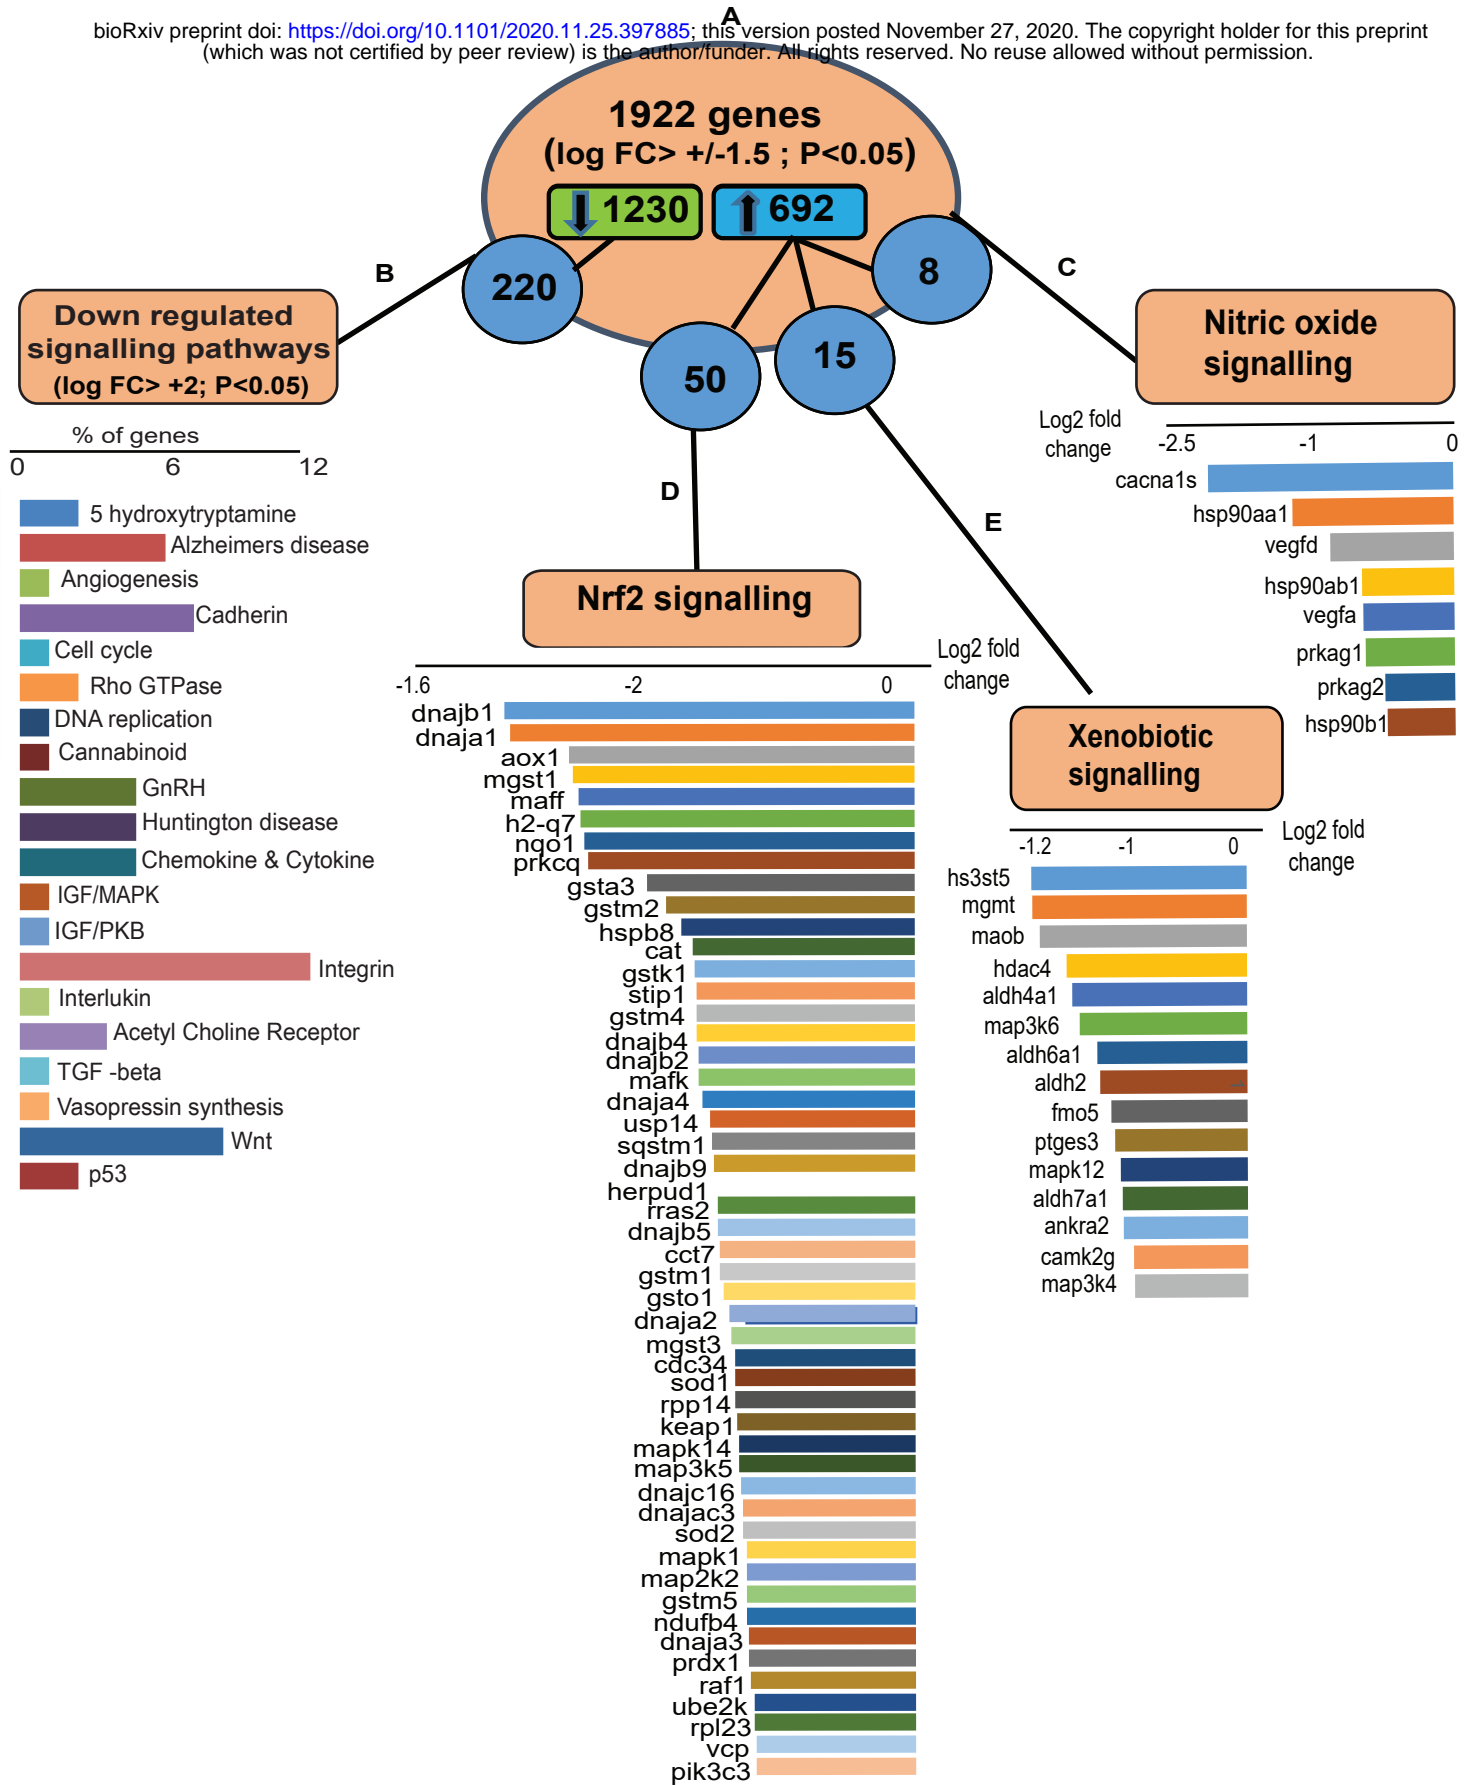 A
bioRxiv preprint doi: https://doi.org/10.1101/2020.11.25.397885; this version posted November 27, 2020. The copyright holder for this preprint
(which was not certified by peer review) is the author/funder. All rights reserved. No reuse allowed without permission.
1922 genes
(log FC> +/-1.5 ; P<0.05)
1230
692
220
50
15
8
B
Down regulated
signalling pathways
(log FC> +2; P<0.05)
% of genes
0 6 12
5 hydroxytryptamine
Alzheimers disease
Angiogenesis
Cadherin
Cell cycle
Rho GTPase
DNA replication
Cannabinoid
GnRH
Huntington disease
Chemokine & Cytokine
IGF/MAPK
IGF/PKB
Integrin
Interlukin
Acetyl Choline Receptor
TGF -beta
Vasopressin synthesis
Wnt
p53
C
Nitric oxide
signalling
Log2 fold
change
-2.5 -1 0
cacna1s
hsp90aa1
vegfd
hsp90ab1
vegfa
prkag1
prkag2
hsp90b1
D
Nrf2 signalling
Log2 fold
change
-1.6 -2 0
dnajb1
dnaja1
aox1
mgst1
maff
h2-q7
nqo1
prkcq
gsta3
gstm2
hspb8
cat
gstk1
stip1
gstm4
dnajb4
dnajb2
mafk
dnaja4
usp14
sqstm1
dnajb9
herpud1
rras2
dnajb5
cct7
gstm1
gsto1
dnaja2
mgst3
cdc34
sod1
rpp14
keap1
mapk14
map3k5
dnajc16
dnajac3
sod2
mapk1
map2k2
gstm5
ndufb4
dnaja3
prdx1
raf1
ube2k
rpl23
vcp
pik3c3
E
Xenobiotic
signalling
Log2 fold
change
-1.2 -1 0
hs3st5
mgmt
maob
hdac4
aldh4a1
map3k6
aldh6a1
aldh2
fmo5
ptges3
mapk12
aldh7a1
ankra2
camk2g
map3k4